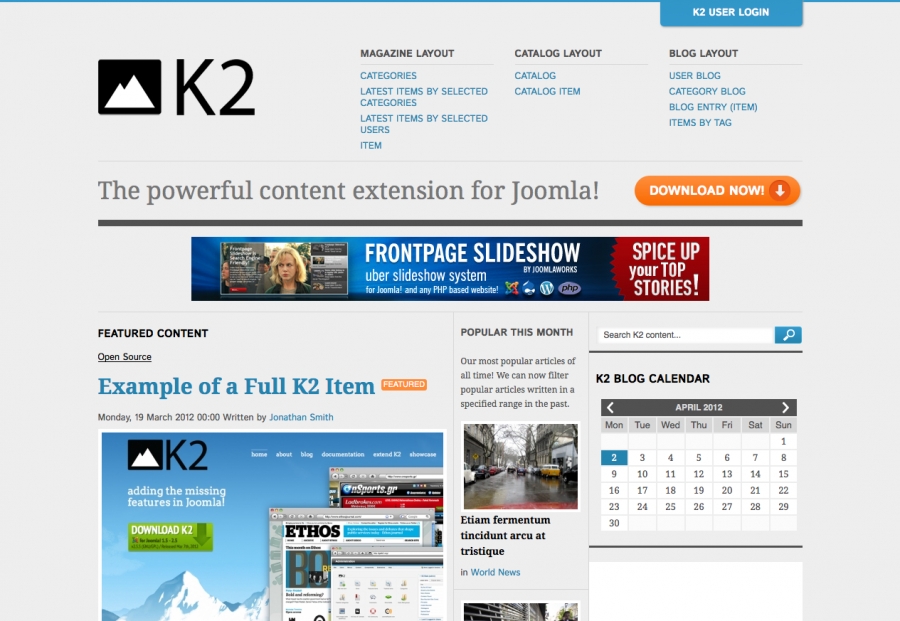 K2 USER LOGIN
K2
MAGAZINE LAYOUT
CATEGORIES
LATEST ITEMS BY SELECTED
CATEGORIES
LATEST ITEMS BY SELECTED
USERS
ITEM
CATALOG LAYOUT
CATALOG
CATALOG ITEM
BLOG LAYOUT
USER BLOG
CATEGORY BLOG
BLOG ENTRY (ITEM)
ITEMS BY TAG
The powerful content extension for Joomla!
DOWNLOAD NOW!
Frontpage
Slideshow
FRONTPAGE SLIDESHOW
BY JOOMLAWORKS
uber slideshow system
for Joomla! and any PHP based website!
php
SPICE UP
your TOP
STORIES!
FEATURED CONTENT
Open Source
Example of a Full K2 Item FEATURED
Monday, 19 March 2012 00:00 Written by Jonathan Smith
K2
home about blog documentation extend K2 showcase
adding the missing
features in Joomla!
DOWNLOAD K2
nSports.gr
ETHOS
POPULAR THIS MONTH
Our most popular articles of
all time! We can now filter
popular articles written in a
specified range in the past.
Etiam fermentum
tincidunt arcu at
tristique
in World News
Search K2 content...
K2 BLOG CALENDAR
APRIL 2012
Mon Tue Wed Thu Fri Sat Sun
1
2 3 4 5 6 7 8
9 10 11 12 13 14 15
16 17 18 19 20 21 22
23 24 25 26 27 28 29
30